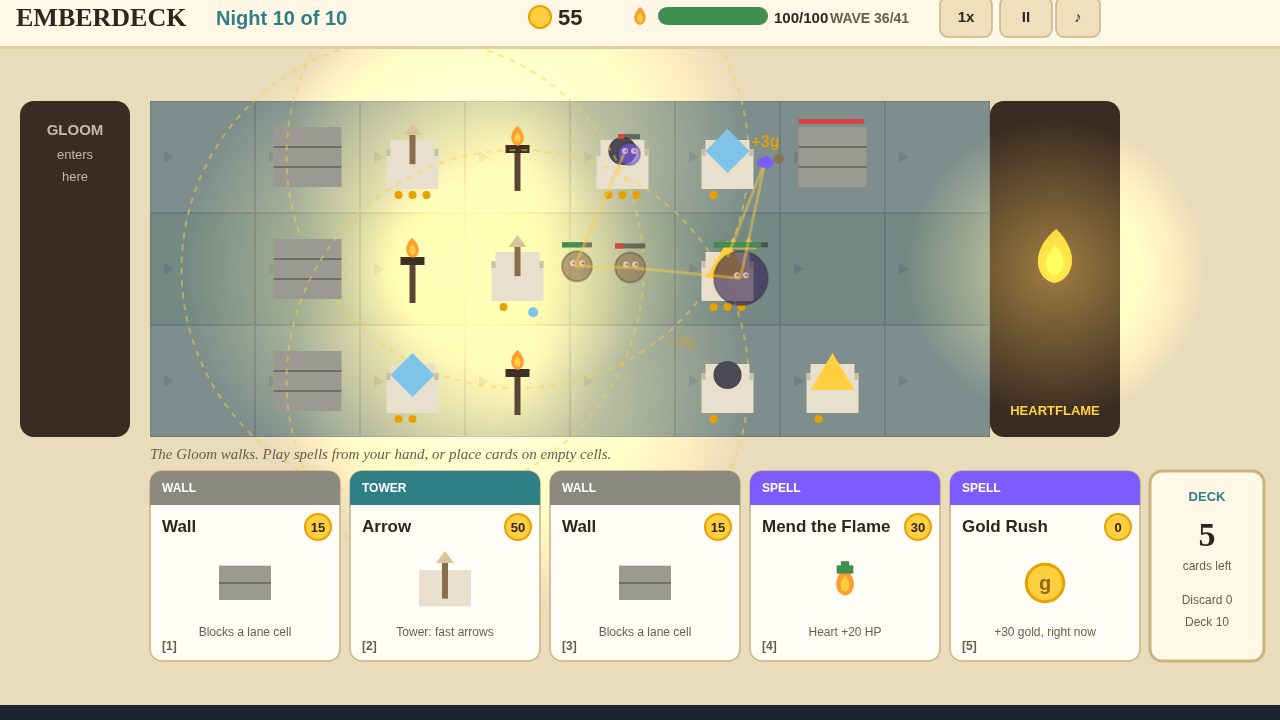 EMBERDECK
Night 10 of 10
55
100/100
WAVE 36/41
1x
II
♪
GLOOM
enters
here
+3g
+3g
HEARTFLAME
The Gloom walks. Play spells from your hand, or place cards on empty cells.
WALL
Wall
15
Blocks a lane cell
[1]
TOWER
Arrow
50
Tower: fast arrows
[2]
WALL
Wall
15
Blocks a lane cell
[3]
SPELL
Mend the Flame
30
Heart +20 HP
[4]
SPELL
Gold Rush
0
g
+30 gold, right now
[5]
DECK
5
cards left
Discard 0
Deck 10